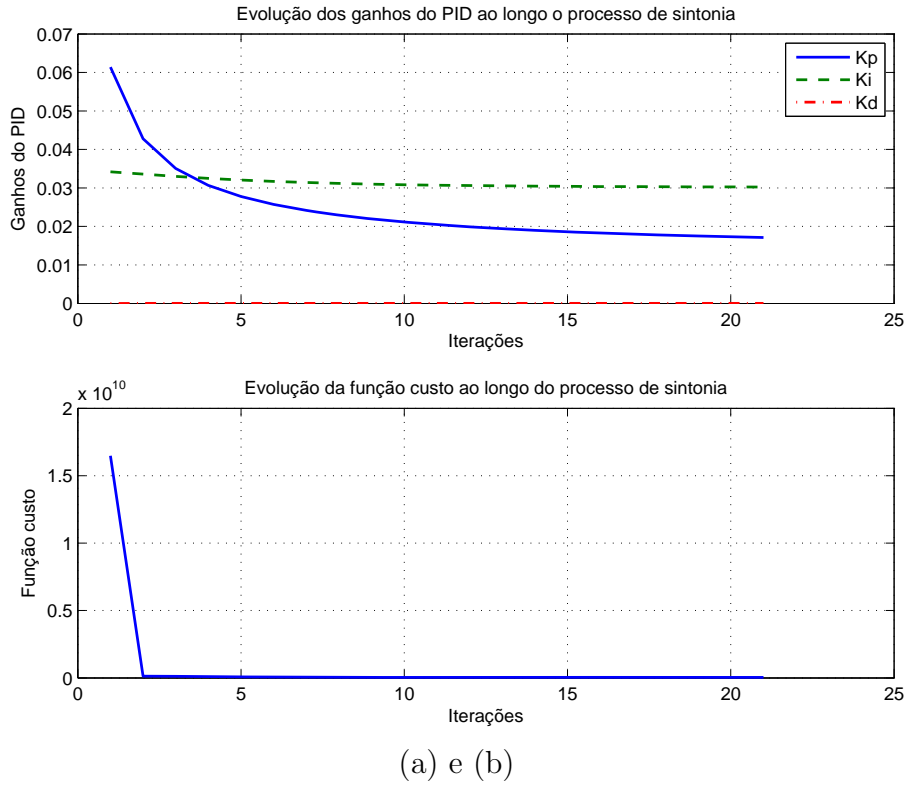 Evolução dos ganhos do PID ao longo o processo de sintonia
0.07
0.06
0.05
0.04
0.03
0.02
0.01
0
Ganhos do PID
Kp
Ki
Kd
0 5 10 15 20 25
Iterações
Evolução da função custo ao longo do processo de sintonia
x 10^10
2
1.5
1
0.5
0
Função custo
0 5 10 15 20 25
Iterações
(a) e (b)